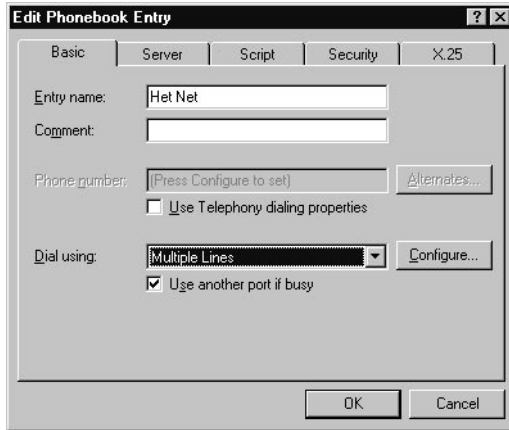 Edit Phonebook Entry
Basic Server Script Security X.25
Entry name: Het Net
Comment:
Phone number: (Press Configure to set) Alternates...
Use Telephony dialing properties
Dial using: Multiple Lines Configure...
Use another port if busy
OK Cancel